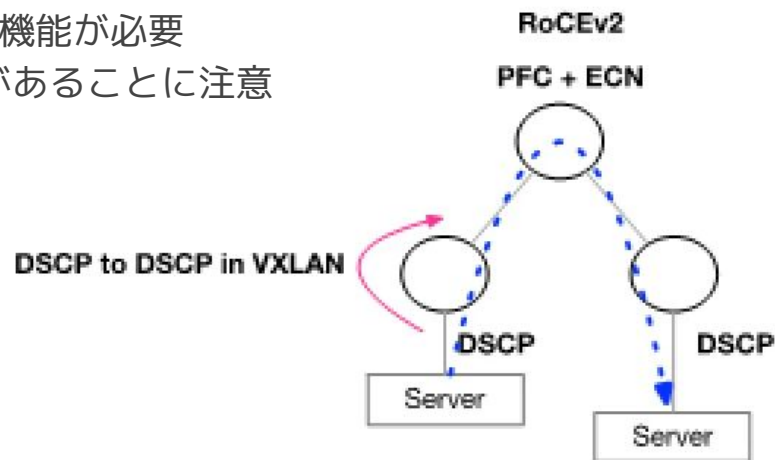 機能が必要
があることに注意
RoCEv2
PFC + ECN
DSCP to DSCP in VXLAN
DSCP
DSCP
Server
Server